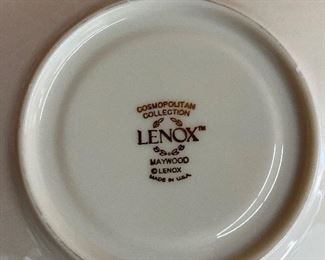 COSMOPOLITAN
COLLECTION
LENOX™
MAYWOOD
© LENOX
MADE IN U.S.A.